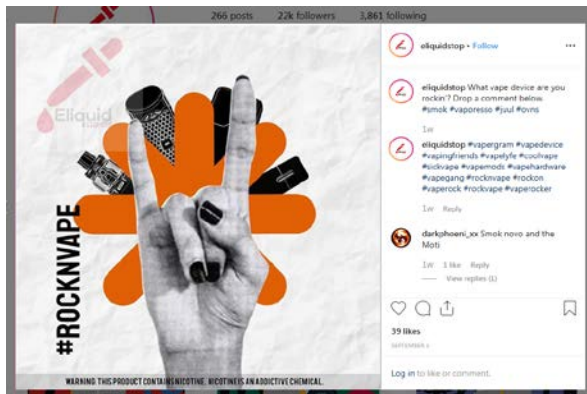 266 posts 22k followers 3,861 following
Eliquid
#ROCKNVAPE
WARNING: THIS PRODUCT CONTAINS NICOTINE. NICOTINE IS AN ADDICTIVE CHEMICAL.
eliquidstop • Follow
eliquidstop What vape device are you
rockin'? Drop a comment below.
#smok #vaporesso #juul #ovns
1w
eliquidstop #vapergram #vapedevice
#vapingfriends #vapelyfe #coolvape
#sickvape #vapemods #vapehardware
#vapegang #rocknvape #rockon
#vaperock #rockvape #vaperocker
1w Reply
darkphoeni_xx Smok novo and the
Moti
1w 1 like Reply
View replies (1)
39 likes
Log in to like or comment.